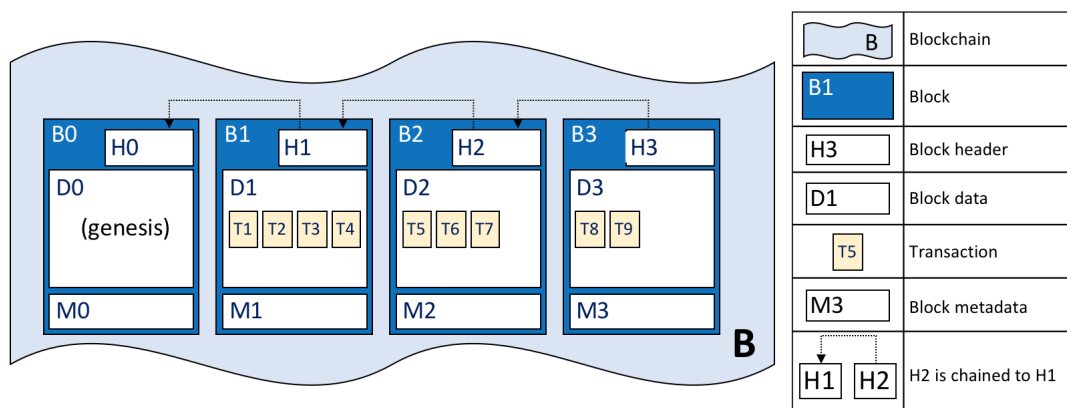 B0
H0
D0
(genesis)
M0
B1
H1
D1
T1 T2 T3 T4
M1
B2
H2
D2
T5 T6 T7
M2
B3
H3
D3
T8 T9
M3
B
B Blockchain
B1 Block
H3 Block header
D1 Block data
T5 Transaction
M3 Block metadata
H1 H2 H2 is chained to H1